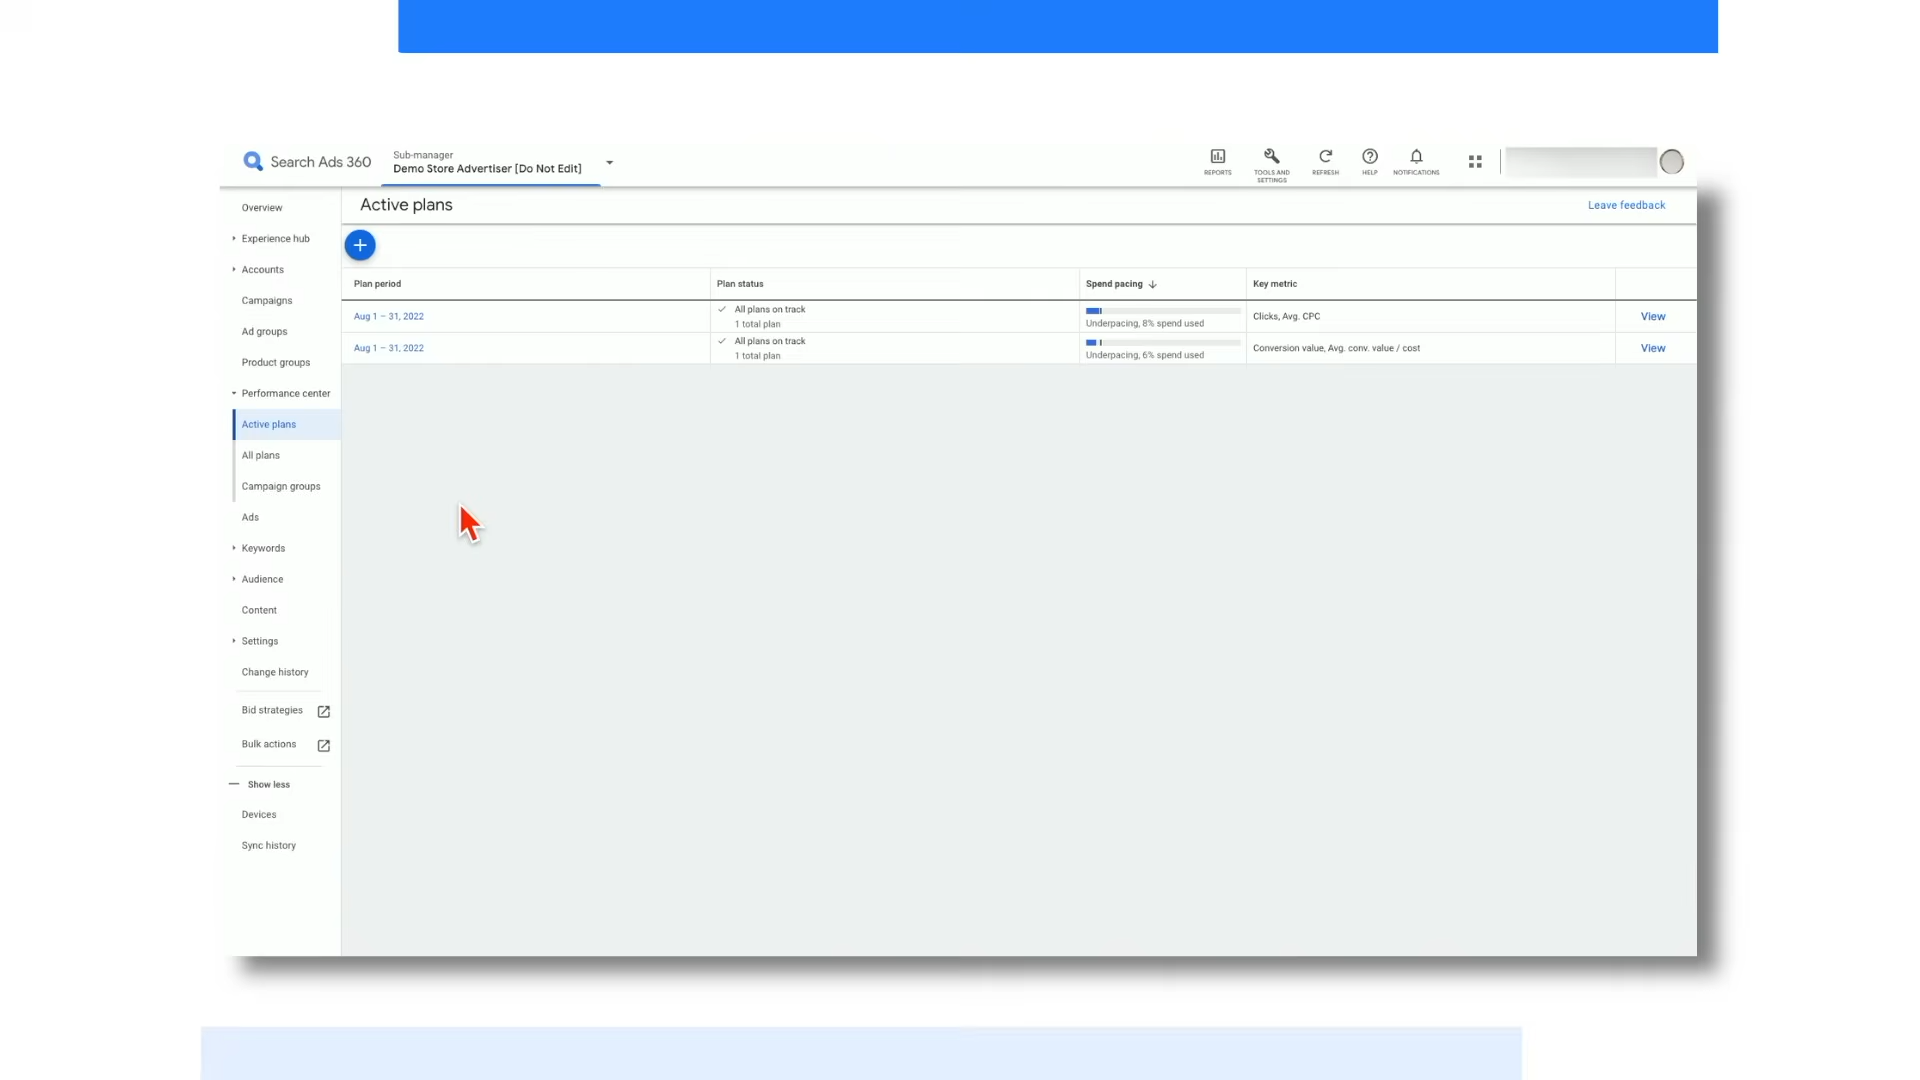 Search Ads 360
Sub-manager
Demo Store Advertiser [Do Not Edit]
REPORTS
TOOLS AND
SETTINGS
REFRESH
HELP
NOTIFICATIONS
Overview
Experience hub
Accounts
Campaigns
Ad groups
Product groups
Performance center
Active plans
All plans
Campaign groups
Ads
Keywords
Audience
Content
Settings
Change history
Bid strategies
Bulk actions
Show less
Devices
Sync history
Active plans
Leave feedback
Plan period
Plan status
Spend pacing
Key metric
Aug 1 – 31, 2022
All plans on track
1 total plan
Underpacing, 8% spend used
Clicks, Avg. CPC
View
Aug 1 – 31, 2022
All plans on track
1 total plan
Underpacing, 6% spend used
Conversion value, Avg. conv. value / cost
View